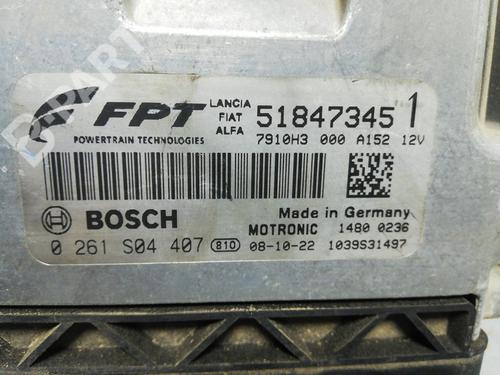 FPT
POWERTRAIN TECHNOLOGIES
LANCIA
FIAT
ALFA
51847345 1
7910H3 000 A152 12V
BOSCH
Made in Germany
MOTRONIC 1480 0236
0 261 S04 407 810 08-10-22 1039S31497
B-PARTS